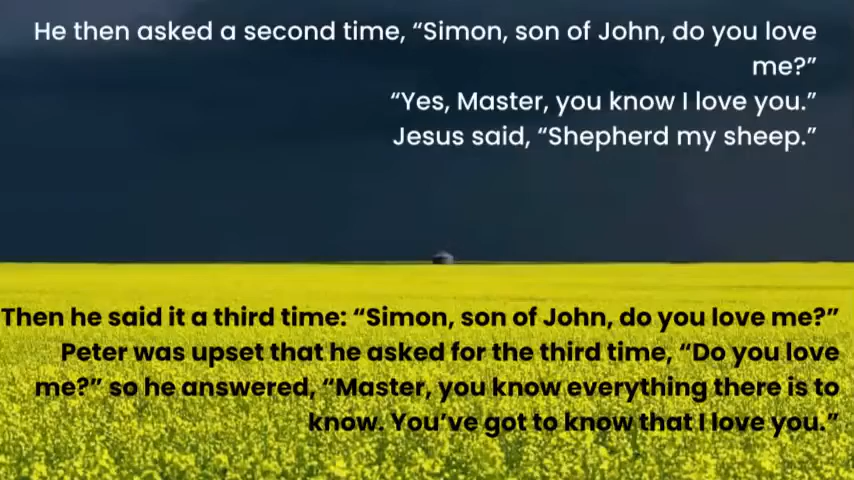 He then asked a second time, “Simon, son of John, do you love
me?”
“Yes, Master, you know I love you.”
Jesus said, “Shepherd my sheep.”
Then he said it a third time: “Simon, son of John, do you love me?”
Peter was upset that he asked for the third time, “Do you love
me?” so he answered, “Master, you know everything there is to
know. You’ve got to know that I love you.”